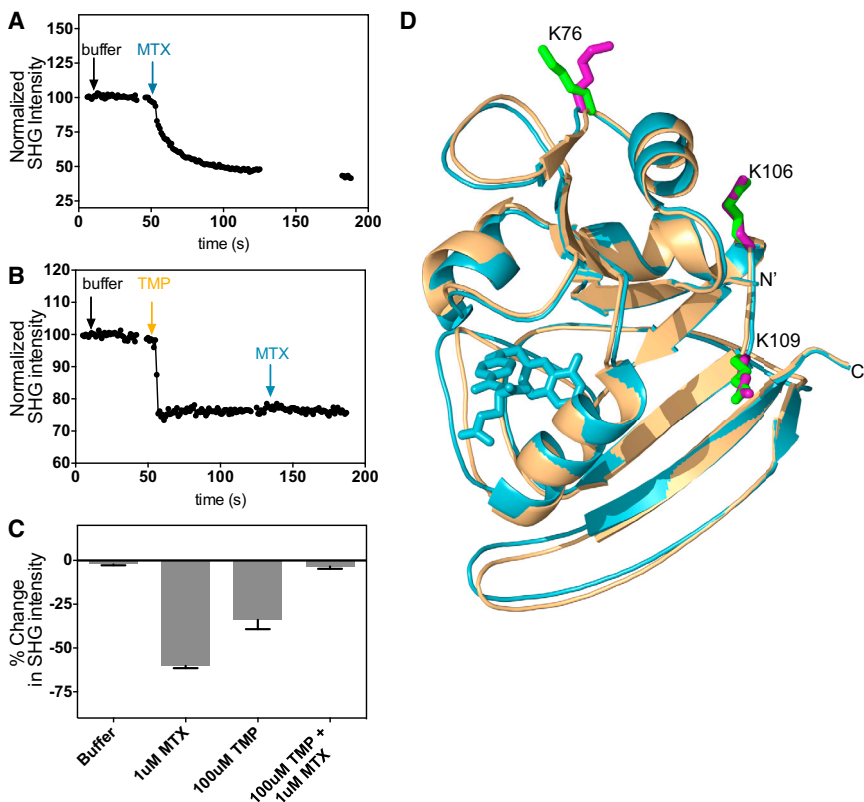 A
150
125
100
75
50
25
Normalized
SHG Intensity
buffer
MTX
0
50
100
150
200
time (s)
B
120
110
100
90
80
70
60
Normalized
SHG Intensity
buffer
TMP
MTX
0
50
100
150
200
time (s)
C
0
-25
-50
-75
% Change
in SHG intensity
Buffer
1uM MTX
100uM TMP
100uM TMP +
1uM MTX
D
K76
K106
N'
K109
C